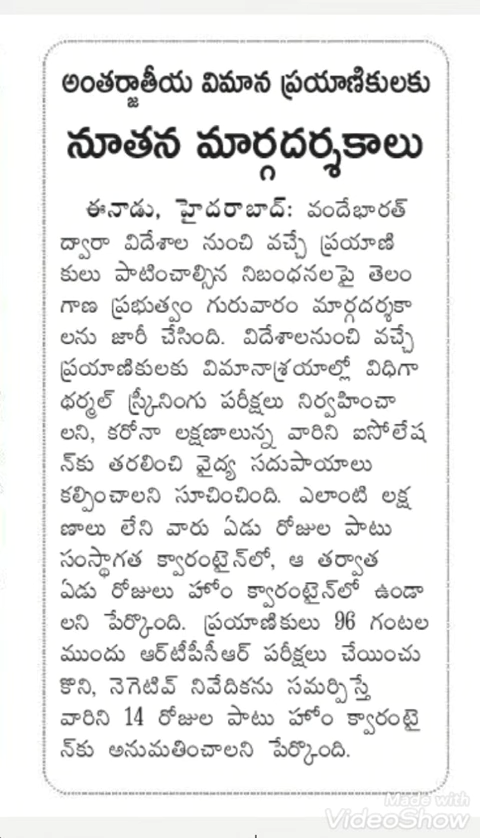 అంతర్జాతీయ విమాన ప్రయాణికులకు
నూతన మార్గదర్శకాలు
ఈనాడు, హైదరాబాద్: వందేభారత్
ద్వారా విదేశాల నుంచి వచ్చే ప్రయాణి
కులు పాటించాల్సిన నిబంధనలపై తెలం
గాణ ప్రభుత్వం గురువారం మార్గదర్శకా
లను జారీ చేసింది. విదేశాలనుంచి వచ్చే
ప్రయాణికులకు విమానాశ్రయాల్లో విధిగా
థర్మల్ స్క్రీనింగు పరీక్షలు నిర్వహించా
లని, కరోనా లక్షణాలున్న వారిని ఐసోలేష
న్‌కు తరలించి వైద్య సదుపాయాలు
కల్పించాలని సూచించింది. ఎలాంటి లక్ష
ణాలు లేని వారు ఏడు రోజుల పాటు
సంస్థాగత క్వారంటైన్‌లో, ఆ తర్వాత
ఏడు రోజులు హోం క్వారంటైన్‌లో ఉండా
లని పేర్కొంది. ప్రయాణికులు 96 గంటల
ముందు ఆర్‌టీపీసీఆర్ పరీక్షలు చేయించు
కొని, నెగెటివ్ నివేదికను సమర్పిస్తే
వారిని 14 రోజుల పాటు హోం క్వారంటై
న్‌కు అనుమతించాలని పేర్కొంది.
Made with
VideoShow